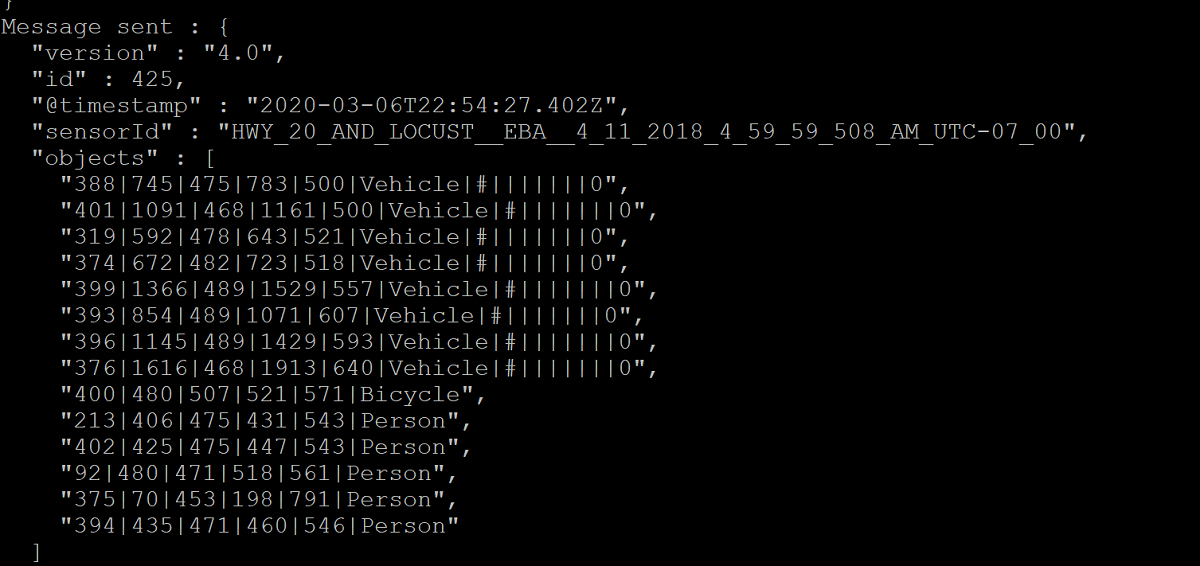 }
Message sent : {
  "version" : "4.0",
  "id" : 425,
  "@timestamp" : "2020-03-06T22:54:27.402Z",
  "sensorId" : "HWY_20_AND_LOCUST__EBA__4_11_2018_4_59_59_508_AM_UTC-07_00",
  "objects" : [
    "388|745|475|783|500|Vehicle|#|||||||0",
    "401|1091|468|1161|500|Vehicle|#|||||||0",
    "319|592|478|643|521|Vehicle|#|||||||0",
    "374|672|482|723|518|Vehicle|#|||||||0",
    "399|1366|489|1529|557|Vehicle|#|||||||0",
    "393|854|489|1071|607|Vehicle|#|||||||0",
    "396|1145|489|1429|593|Vehicle|#|||||||0",
    "376|1616|468|1913|640|Vehicle|#|||||||0",
    "400|480|507|521|571|Bicycle",
    "213|406|475|431|543|Person",
    "402|425|475|447|543|Person",
    "92|480|471|518|561|Person",
    "375|70|453|198|791|Person",
    "394|435|471|460|546|Person"
  ]